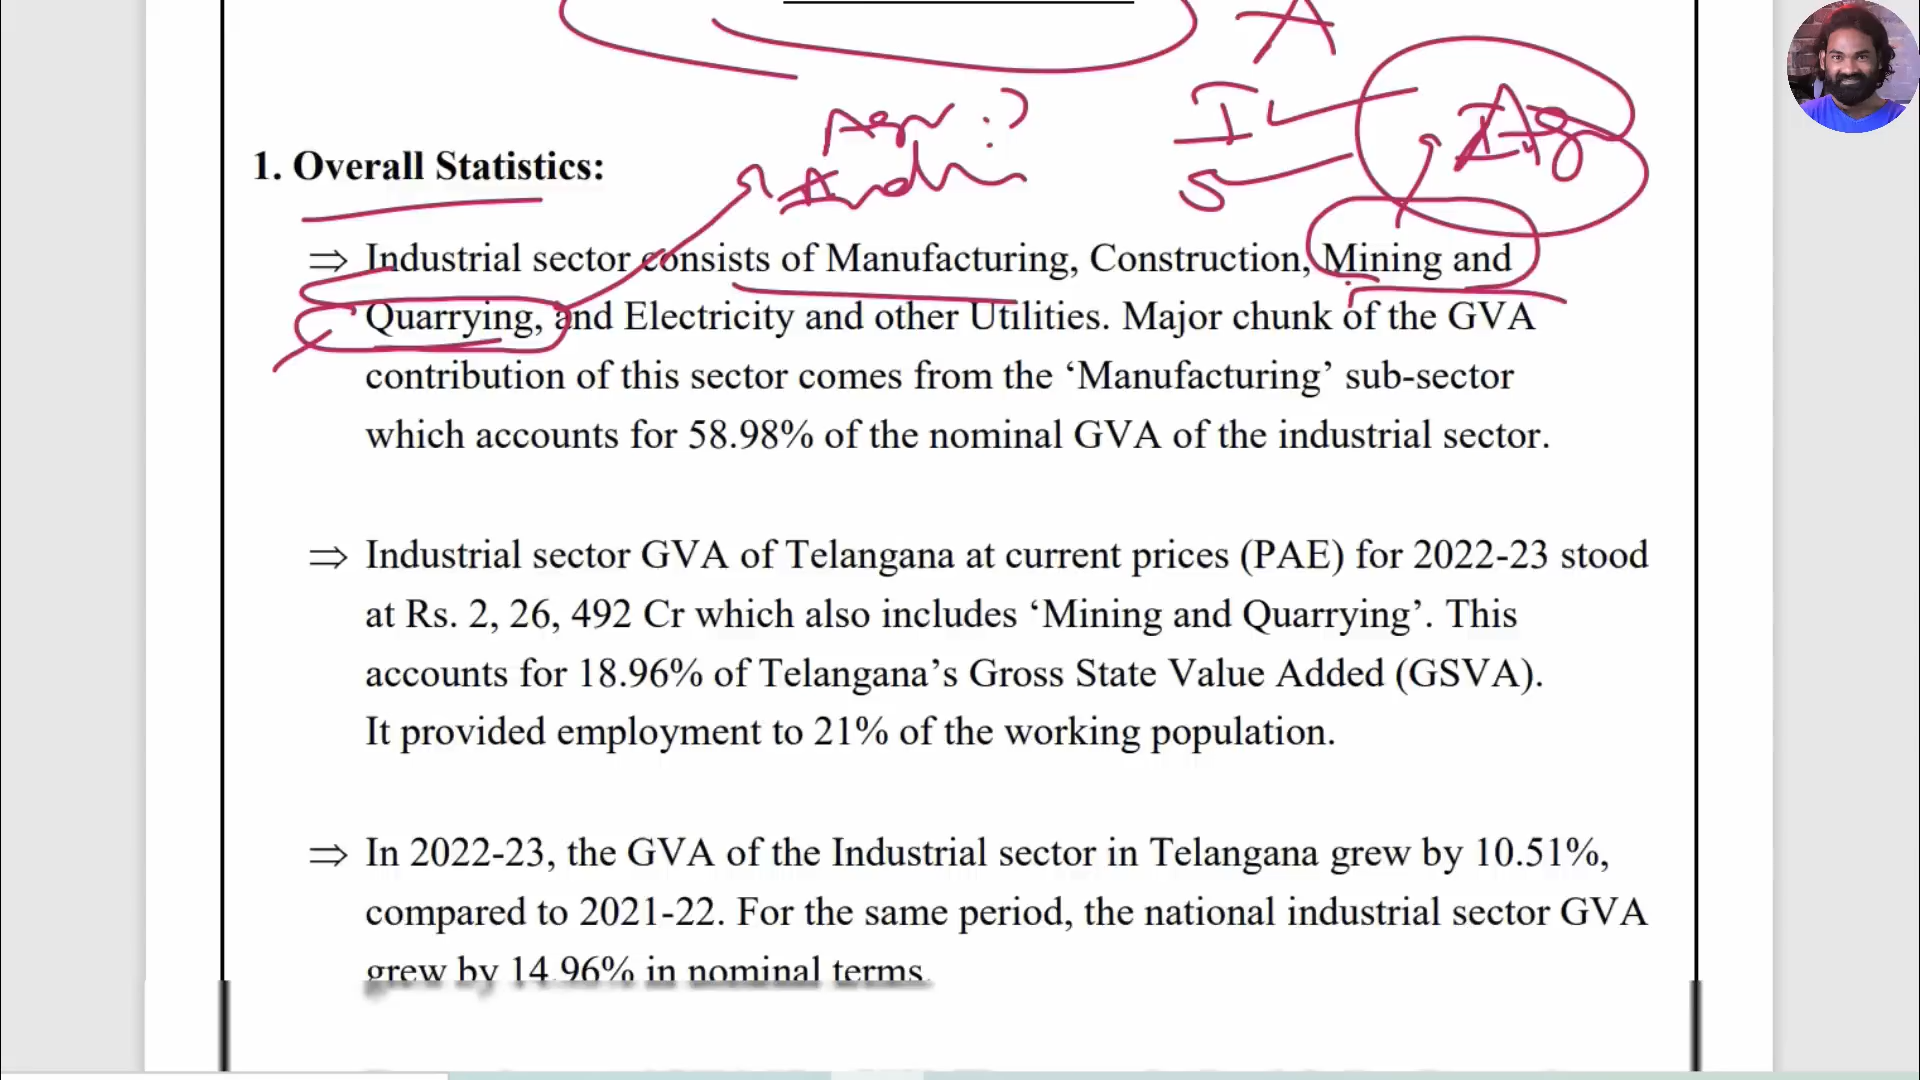 A
I
Ag
S
1. Overall Statistics:
⇒ Industrial sector consists of Manufacturing, Construction, Mining and
Quarrying, and Electricity and other Utilities. Major chunk of the GVA
contribution of this sector comes from the ‘Manufacturing’ sub-sector
which accounts for 58.98% of the nominal GVA of the industrial sector.
⇒ Industrial sector GVA of Telangana at current prices (PAE) for 2022-23 stood
at Rs. 2, 26, 492 Cr which also includes ‘Mining and Quarrying’. This
accounts for 18.96% of Telangana’s Gross State Value Added (GSVA).
It provided employment to 21% of the working population.
⇒ In 2022-23, the GVA of the Industrial sector in Telangana grew by 10.51%,
compared to 2021-22. For the same period, the national industrial sector GVA
grew by 14.96% in nominal terms.